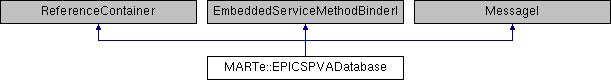 ReferenceContainer
EmbeddedServiceMethodBinderI
MessageI
MARTe::EPICSPVADatabase